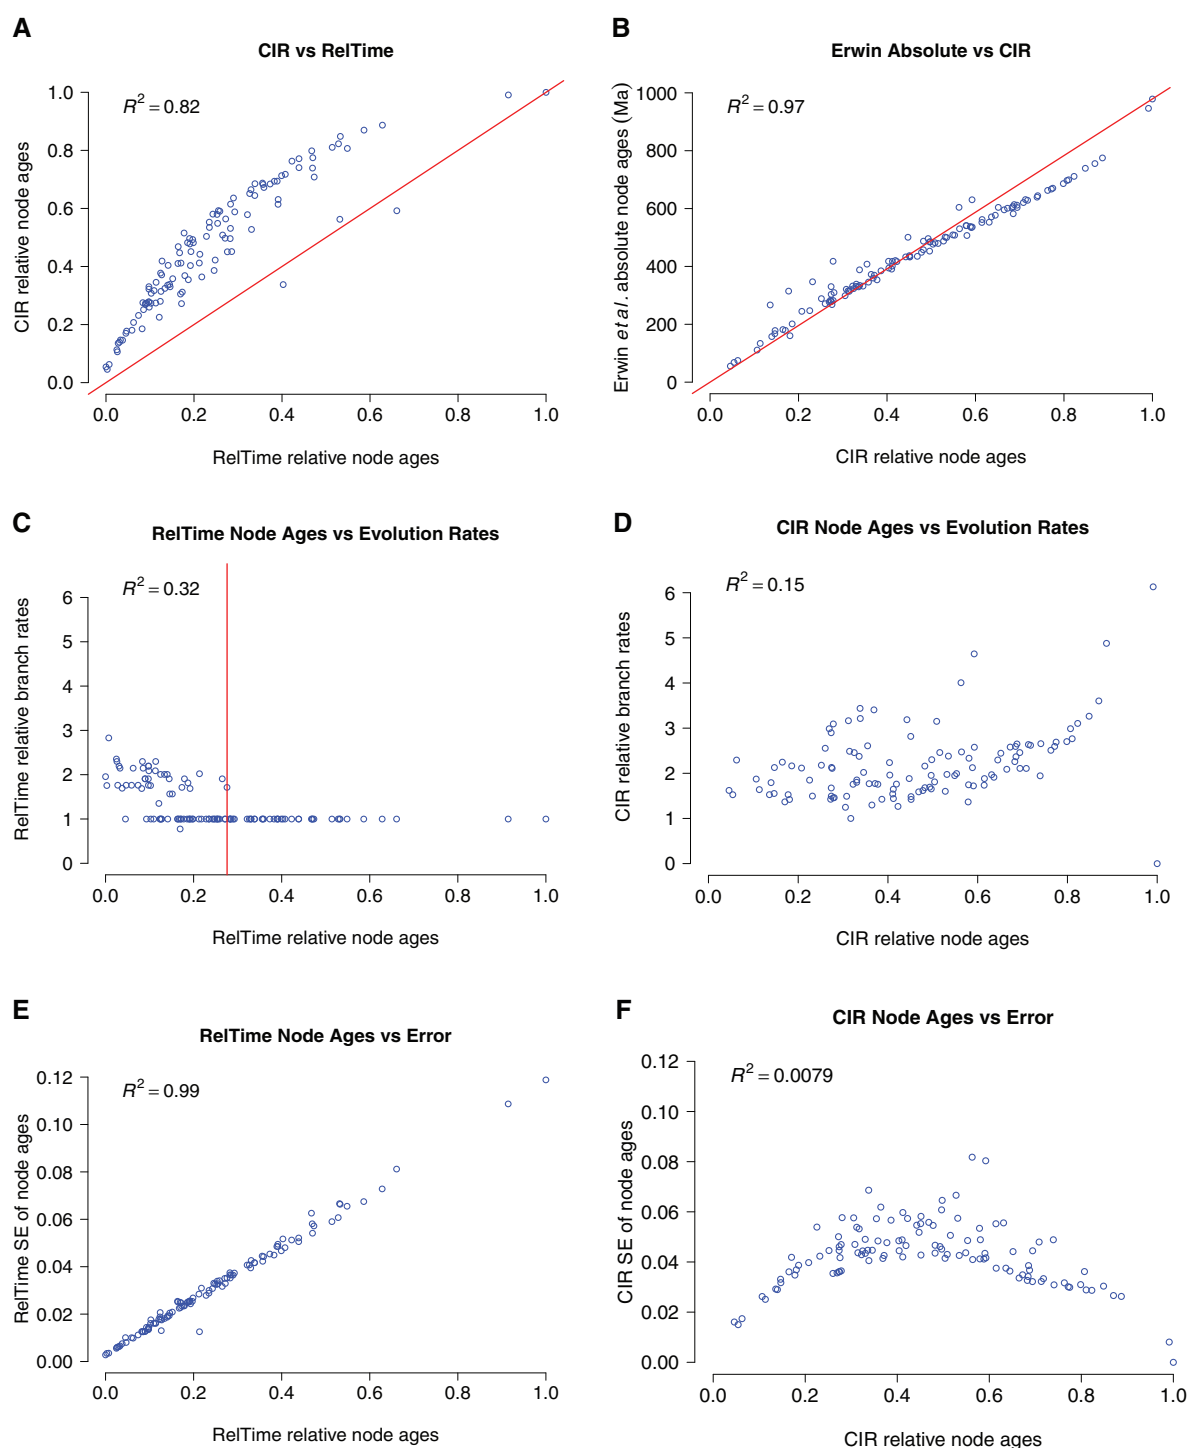 A
CIR vs RelTime
R² = 0.82
CIR relative node ages
1.0
0.8
0.6
0.4
0.2
0.0
0.0 0.2 0.4 0.6 0.8 1.0
RelTime relative node ages
B
Erwin Absolute vs CIR
R² = 0.97
Erwin et al. absolute node ages (Ma)
1000
800
600
400
200
0
0.0 0.2 0.4 0.6 0.8 1.0
CIR relative node ages
C
RelTime Node Ages vs Evolution Rates
R² = 0.32
RelTime relative branch rates
6
5
4
3
2
1
0
0.0 0.2 0.4 0.6 0.8 1.0
RelTime relative node ages
D
CIR Node Ages vs Evolution Rates
R² = 0.15
CIR relative branch rates
6
5
4
3
2
1
0
0.0 0.2 0.4 0.6 0.8 1.0
CIR relative node ages
E
RelTime Node Ages vs Error
R² = 0.99
RelTime SE of node ages
0.12
0.10
0.08
0.06
0.04
0.02
0.00
0.0 0.2 0.4 0.6 0.8 1.0
RelTime relative node ages
F
CIR Node Ages vs Error
R² = 0.0079
CIR SE of node ages
0.12
0.10
0.08
0.06
0.04
0.02
0.00
0.0 0.2 0.4 0.6 0.8 1.0
CIR relative node ages